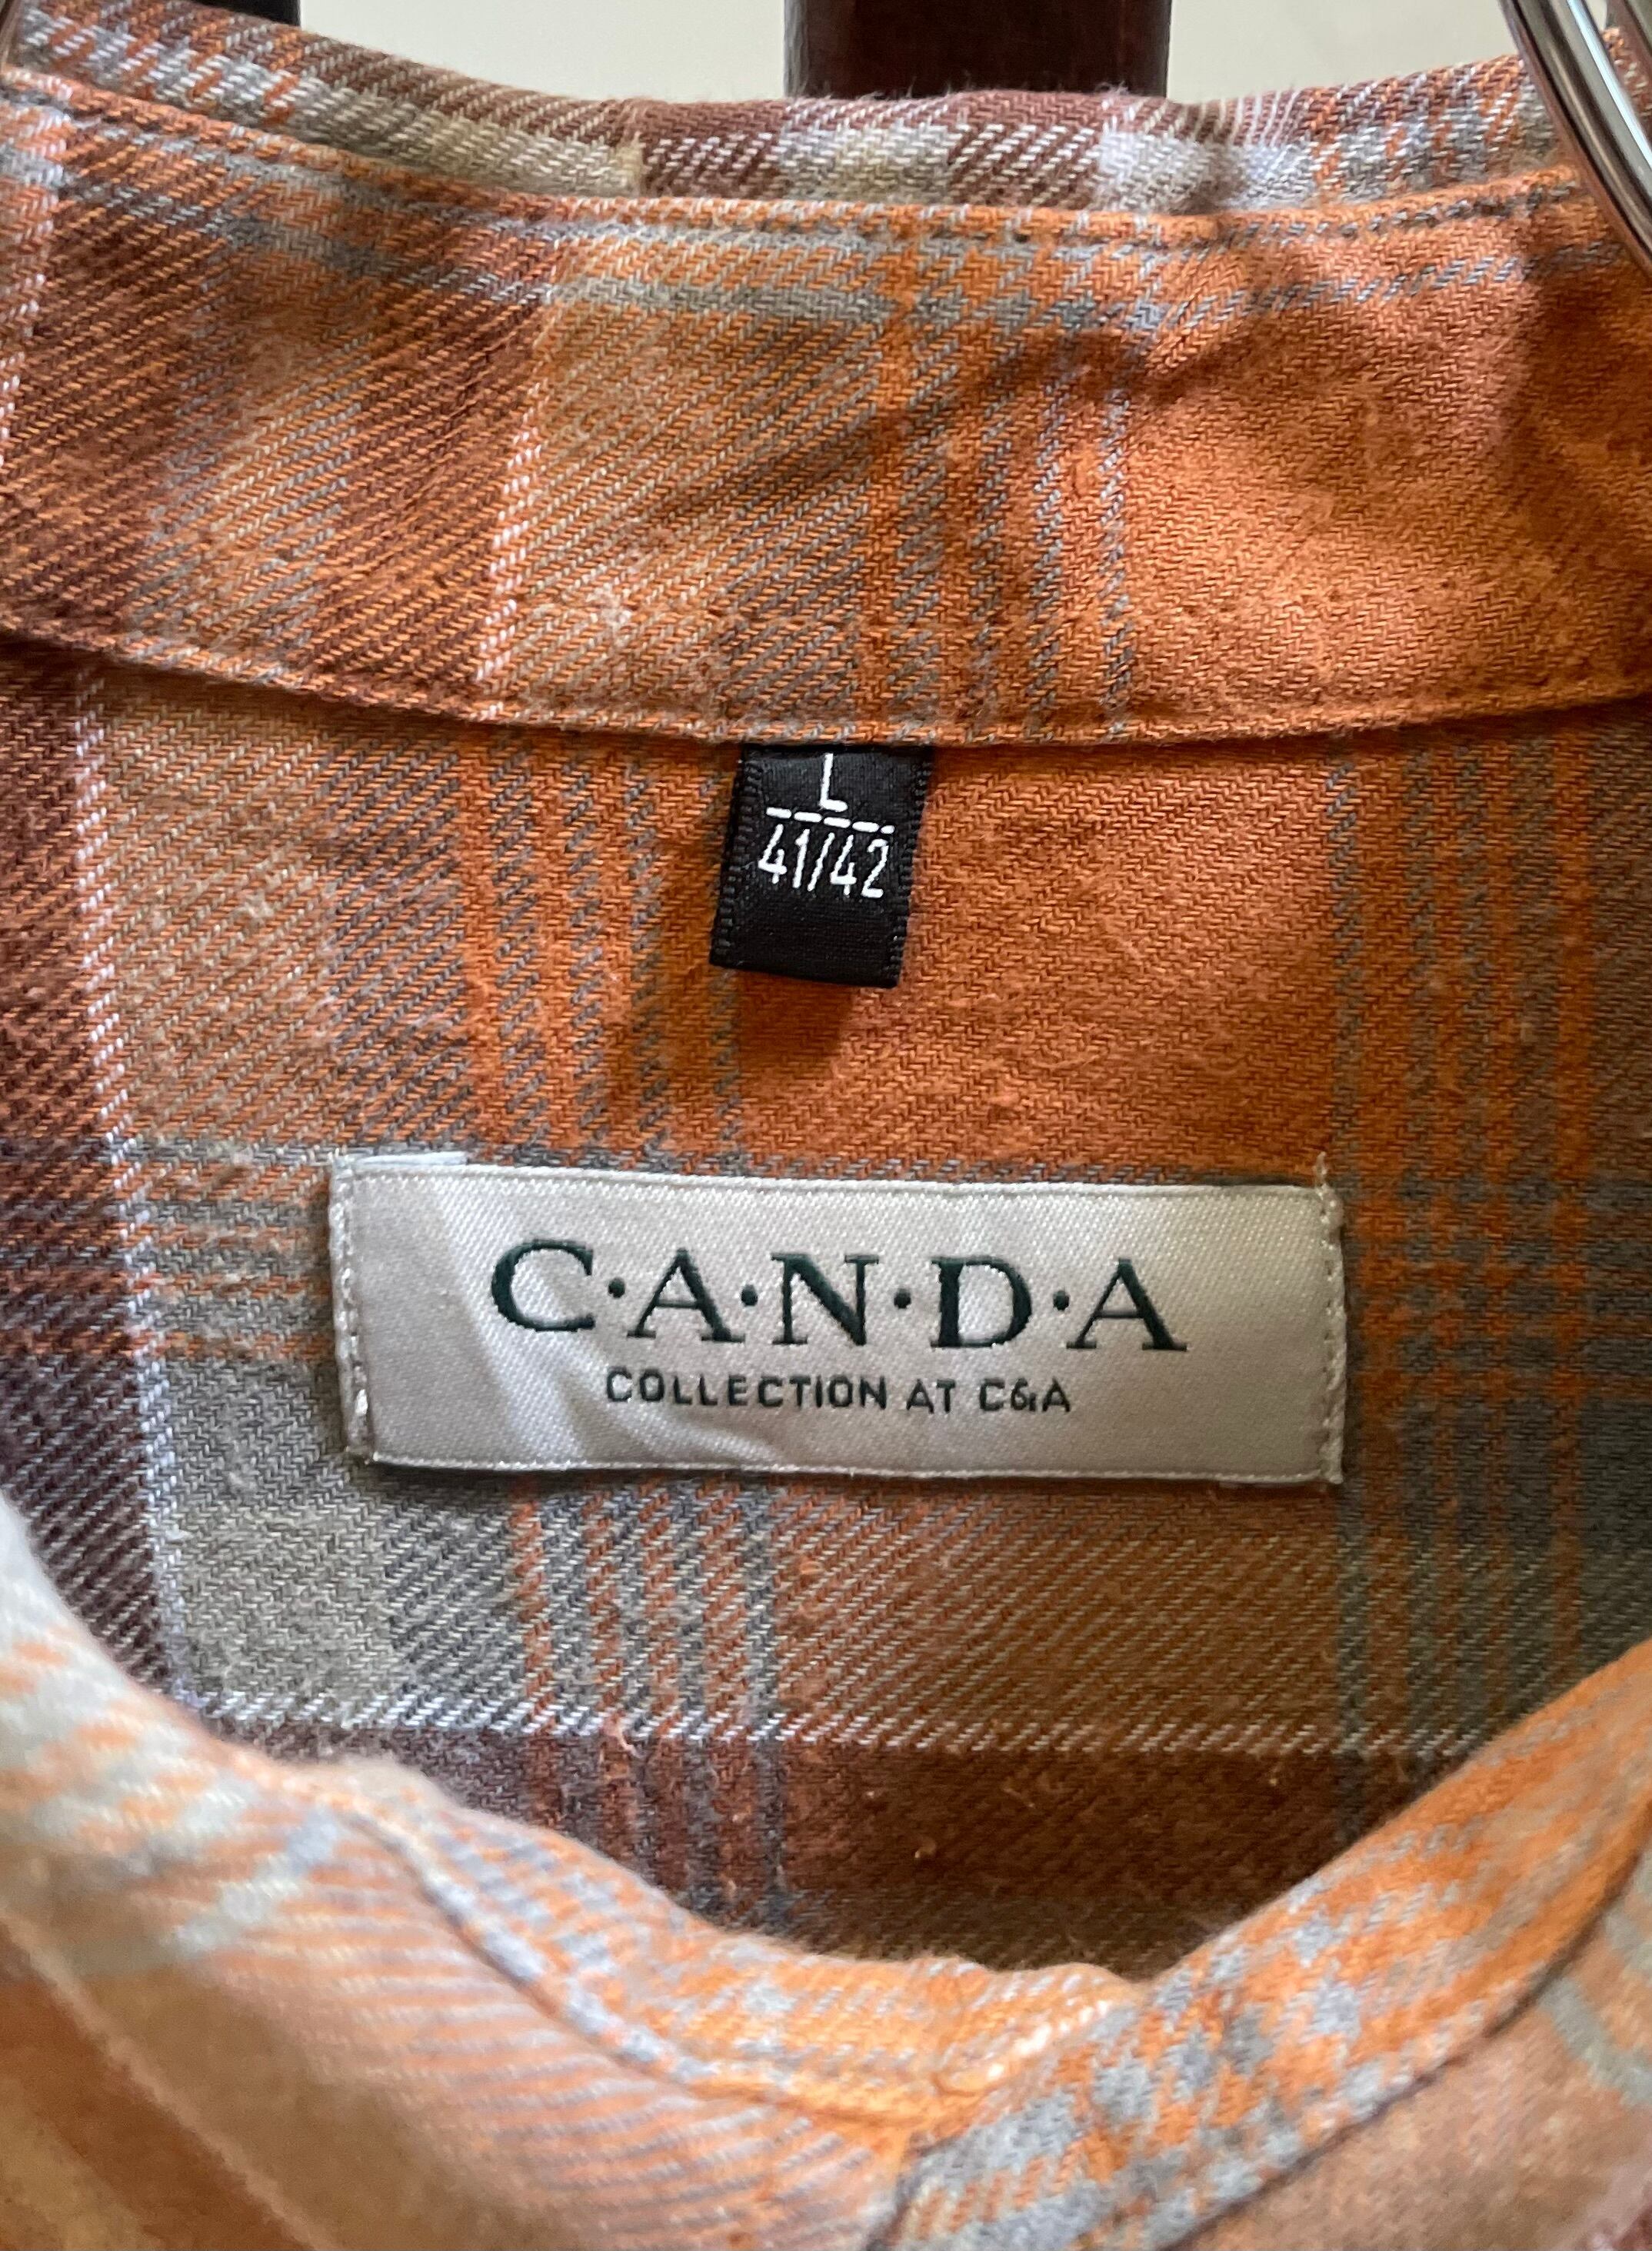 L
41/42
C·A·N·D·A
COLLECTION AT C&A